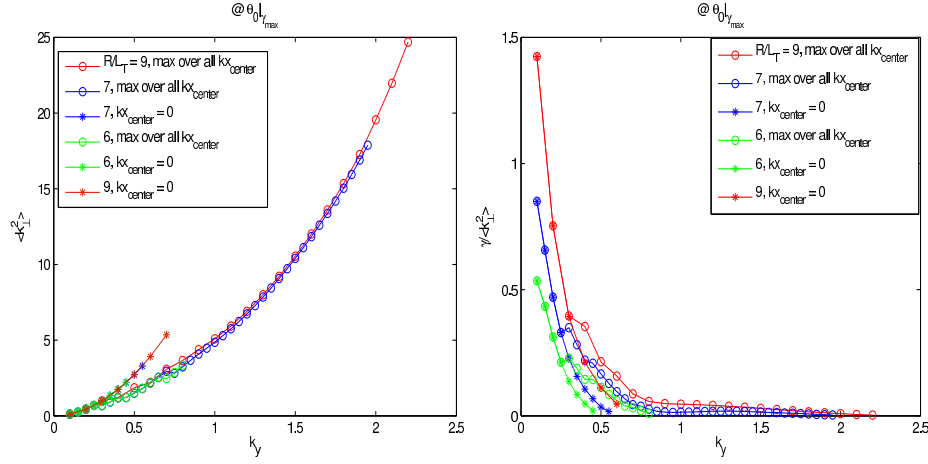 @ θ₀|γmax
25
20
15
10
5
0
<k⊥²>
0
0.5
1
1.5
2
2.5
ky
R/LT = 9, max over all kxcenter
7, max over all kxcenter
7, kxcenter = 0
6, max over all kxcenter
6, kxcenter = 0
9, kxcenter = 0
@ θ₀|γmax
1.5
1
0.5
0
γ/<k⊥²>
0
0.5
1
1.5
2
2.5
ky
R/LT = 9, max over all kxcenter
7, max over all kxcenter
7, kxcenter = 0
6, max over all kxcenter
6, kxcenter = 0
9, kxcenter = 0